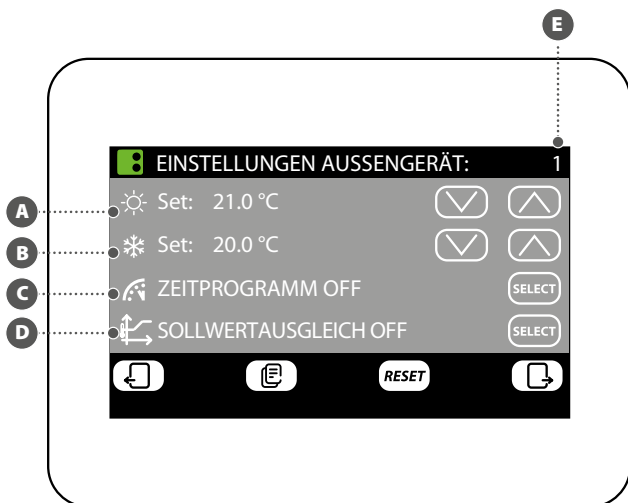 E
EINSTELLUNGEN AUSSENGERÄT: 1
A Set: 21.0 °C
B Set: 20.0 °C
C ZEITPROGRAMM OFF SELECT
D SOLLWERTAUSGLEICH OFF SELECT
RESET